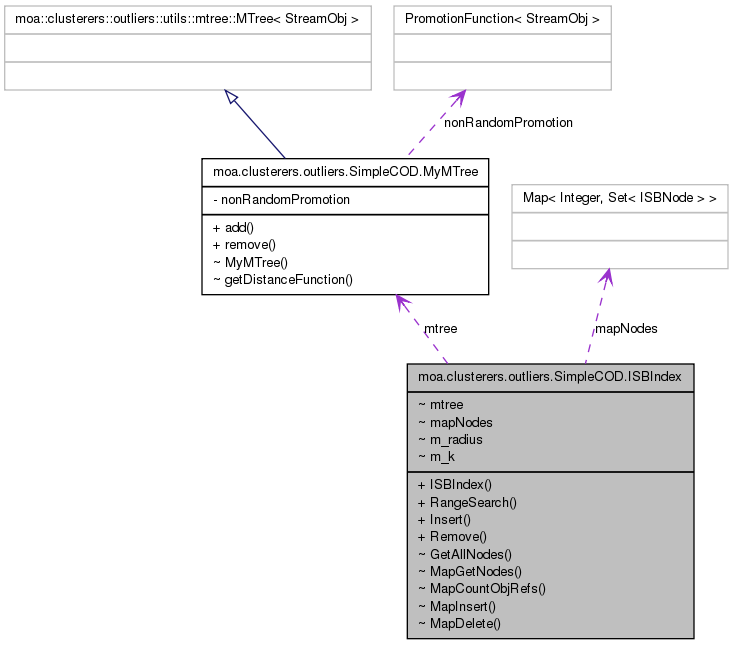 moa::clusterers::outliers::utils::mtree::MTree< StreamObj >
PromotionFunction< StreamObj >
nonRandomPromotion
moa.clusterers.outliers.SimpleCOD.MyMTree
- nonRandomPromotion
+ add()
+ remove()
~ MyMTree()
~ getDistanceFunction()
Map< Integer, Set< ISBNode > >
mtree
mapNodes
moa.clusterers.outliers.SimpleCOD.ISBIndex
~ mtree
~ mapNodes
~ m_radius
~ m_k
+ ISBIndex()
+ RangeSearch()
+ Insert()
+ Remove()
~ GetAllNodes()
~ MapGetNodes()
~ MapCountObjRefs()
~ MapInsert()
~ MapDelete()